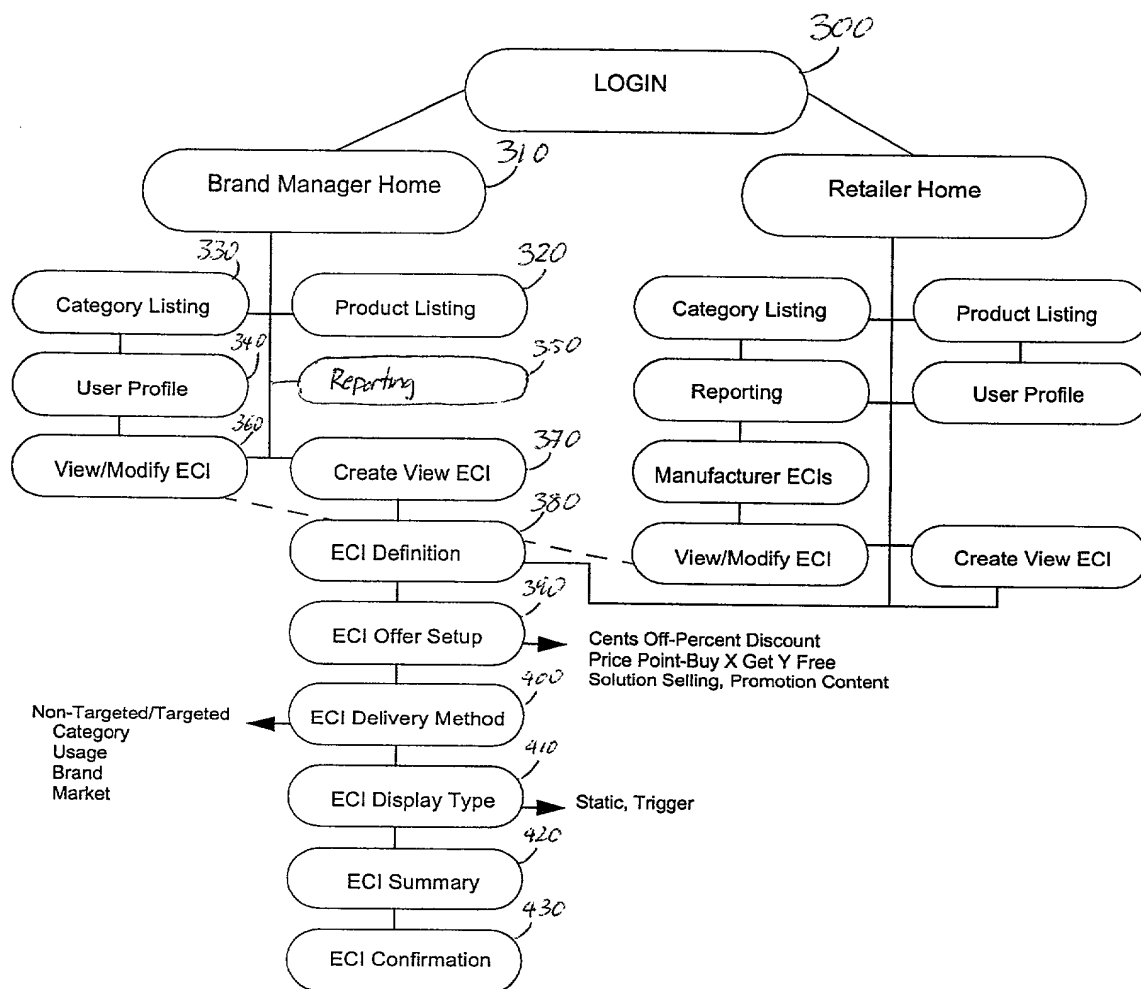 300
LOGIN
310
Brand Manager Home
Retailer Home
330
320
Category Listing
Product Listing
Category Listing
Product Listing
340
350
User Profile
Reporting
Reporting
User Profile
360
370
View/Modify ECI
Create View ECI
Manufacturer ECIs
380
ECI Definition
View/Modify ECI
Create View ECI
390
ECI Offer Setup
Cents Off-Percent Discount
Price Point-Buy X Get Y Free
Solution Selling, Promotion Content
400
Non-Targeted/Targeted
Category
Usage
Brand
Market
ECI Delivery Method
410
ECI Display Type
Static, Trigger
420
ECI Summary
430
ECI Confirmation